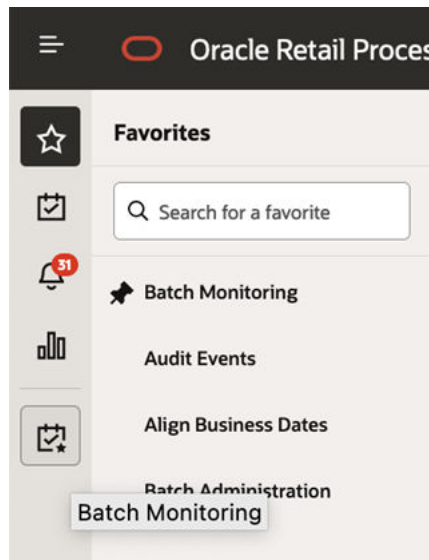 Oracle Retail Proces
Favorites
Search for a favorite
31
Batch Monitoring
Audit Events
Align Business Dates
Batch Administration
Batch Monitoring